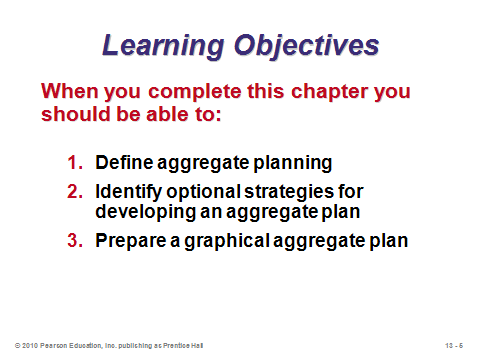 Learning Objectives
When you complete this chapter you
should be able to:
1. Define aggregate planning
2. Identify optional strategies for
developing an aggregate plan
3. Prepare a graphical aggregate plan
© 2010 Pearson Education, Inc. publishing as Prentice Hall
13 - 5